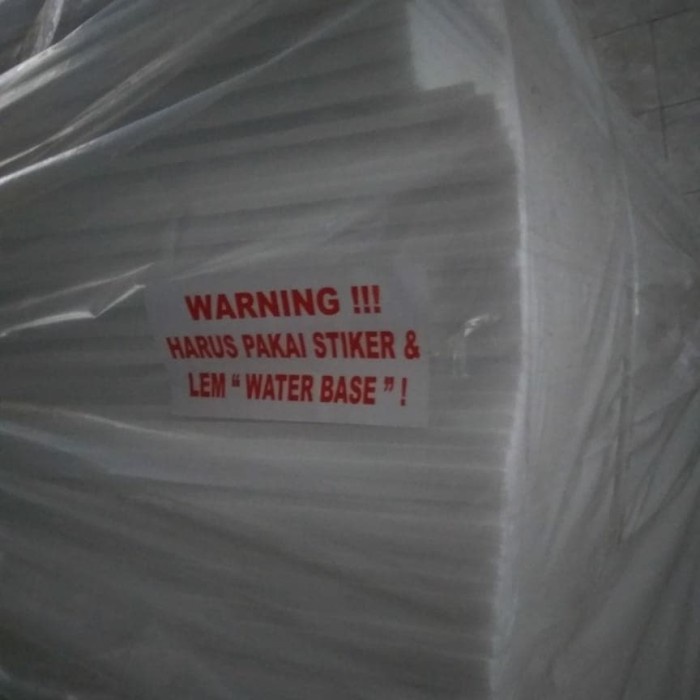 WARNING !!!
HARUS PAKAI STIKER &
LEM “ WATER BASE ” !